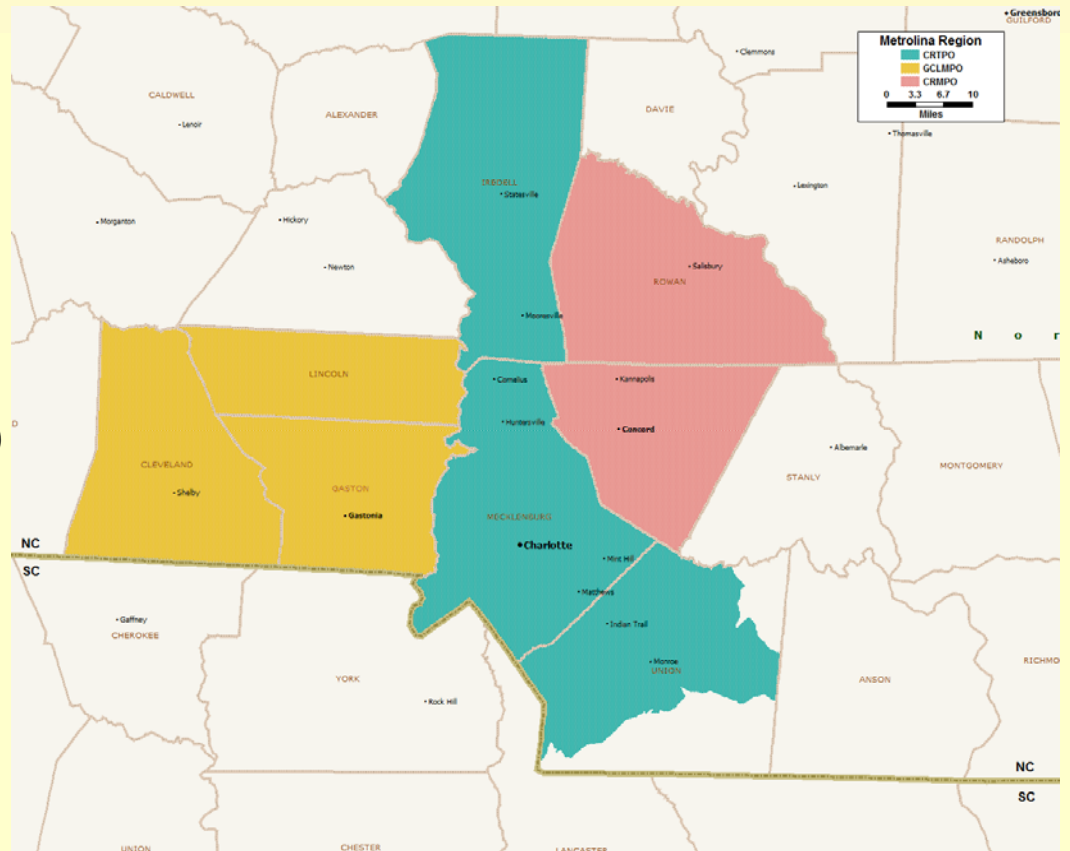 Greensboro
GUILFORD
Metrolina Region
CRTPO
GCLMPO
CRMPO
0 3.3 6.7 10
Miles
Clemmons
CALDWELL
Lenoir
ALEXANDER
DAVIE
Thomasville
IREDELL
Statesville
Lexington
Morganton
Hickory
RANDOLPH
Asheboro
Newton
Salisbury
ROWAN
Mooresville
N o r
LINCOLN
Cornelius
Kannapolis
Huntersville
Concord
D
Albemarle
CLEVELAND
Shelby
GASTON
Gastonia
STANLY
MONTGOMERY
MECKLENBURG
Charlotte
NC
SC
Mint Hill
Matthews
Gaffney
CHEROKEE
Indian Trail
Monroe
UNION
RICHMO
YORK
ANSON
Rock Hill
NC
SC
UNION
CHESTER
LANCASTER